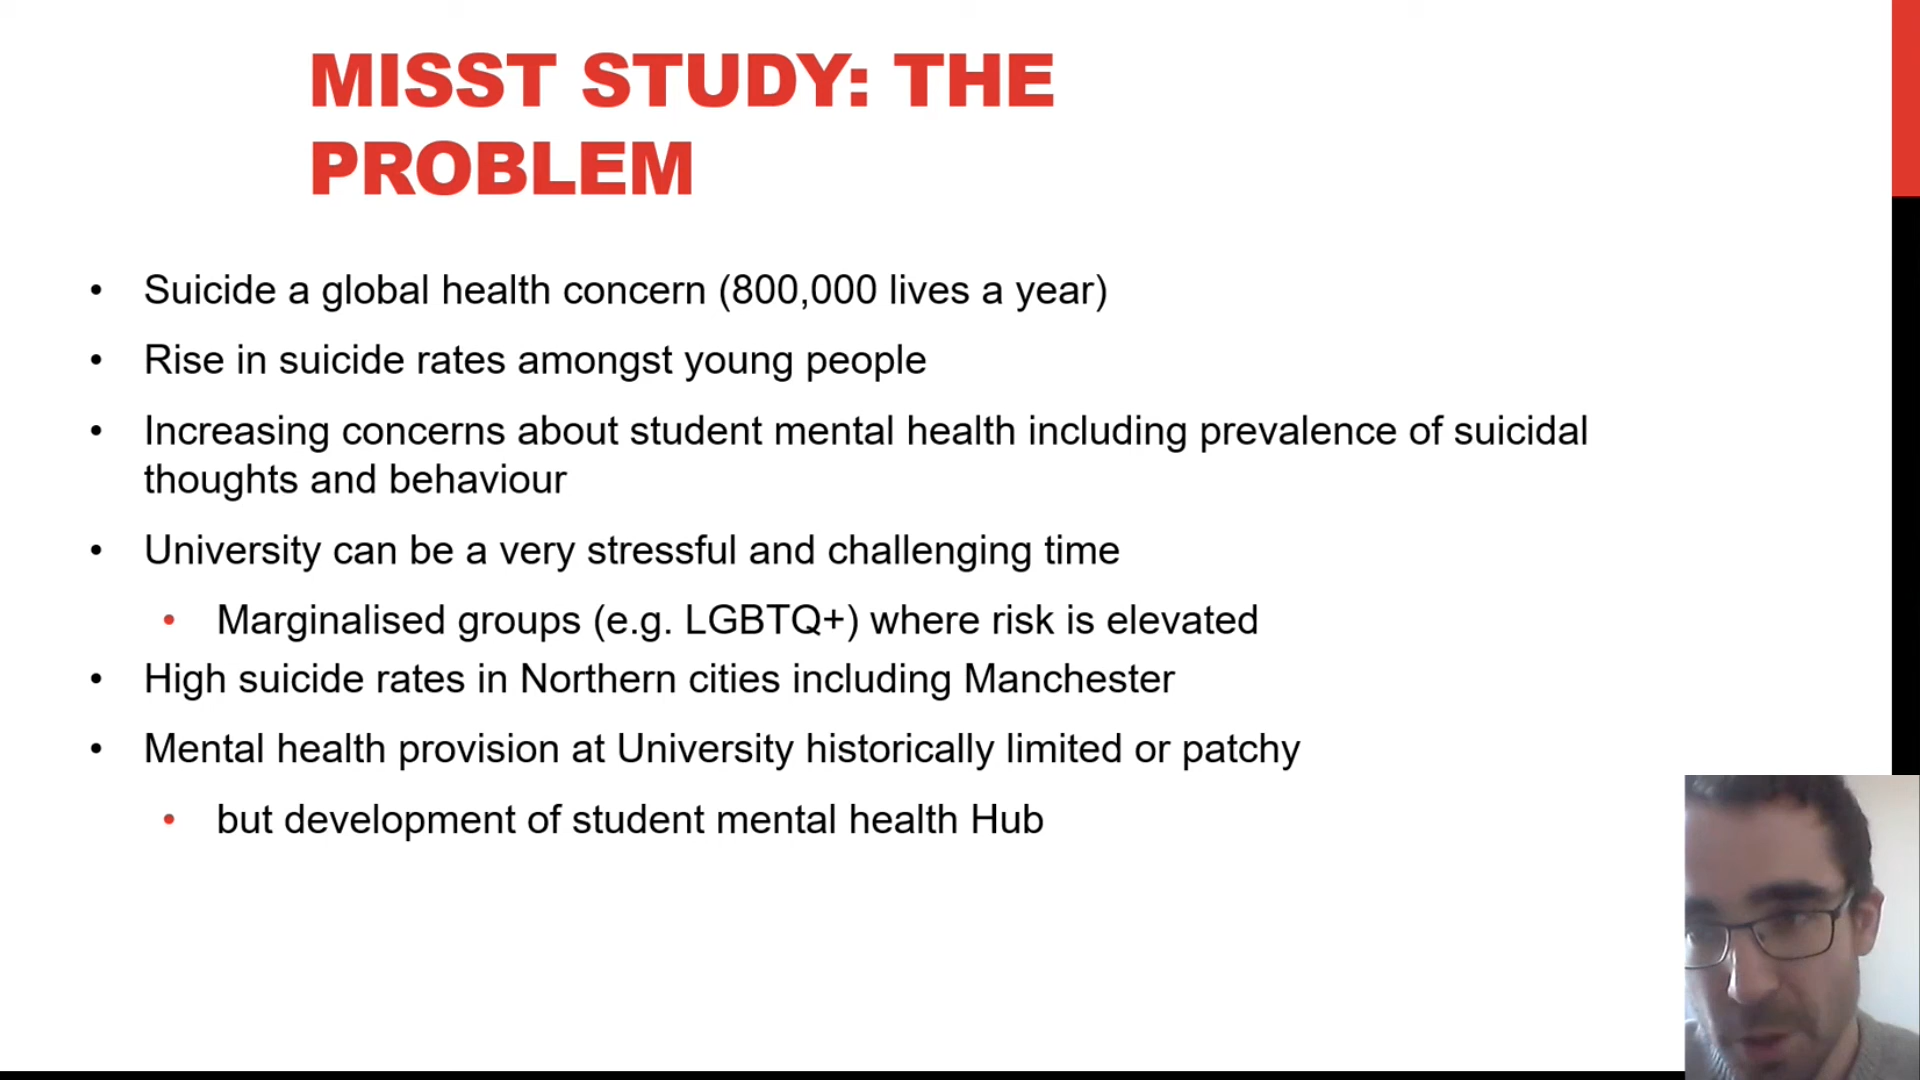 MISST STUDY: THE
PROBLEM
• Suicide a global health concern (800,000 lives a year)
• Rise in suicide rates amongst young people
• Increasing concerns about student mental health including prevalence of suicidal
thoughts and behaviour
• University can be a very stressful and challenging time
• Marginalised groups (e.g. LGBTQ+) where risk is elevated
• High suicide rates in Northern cities including Manchester
• Mental health provision at University historically limited or patchy
• but development of student mental health Hub